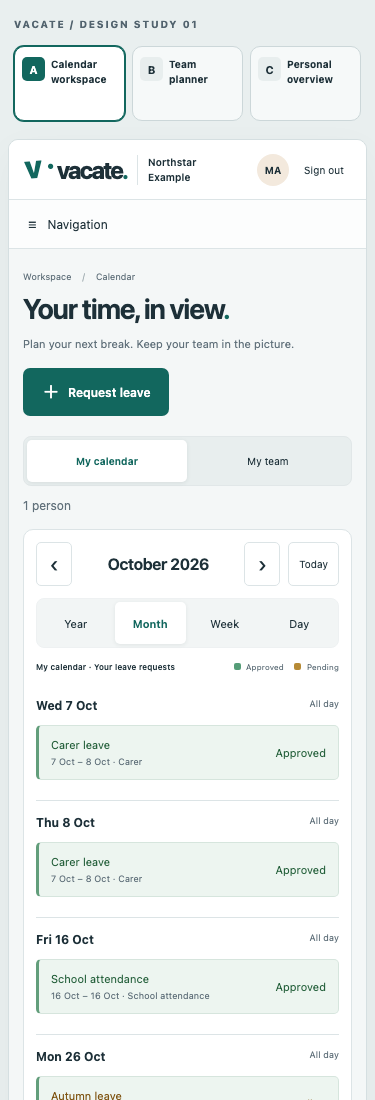 VACATE / DESIGN STUDY 01
A Calendar workspace
B Team planner
C Personal overview
vacate.
Northstar Example
MA
Sign out
≡ Navigation
Workspace / Calendar
Your time, in view.
Plan your next break. Keep your team in the picture.
+ Request leave
My calendar
My team
1 person
‹ October 2026 › Today
Year Month Week Day
My calendar · Your leave requests Approved Pending
Wed 7 Oct All day
Carer leave
7 Oct – 8 Oct · Carer
Approved
Thu 8 Oct All day
Carer leave
7 Oct – 8 Oct · Carer
Approved
Fri 16 Oct All day
School attendance
16 Oct – 16 Oct · School attendance
Approved
Mon 26 Oct All day
Autumn leave